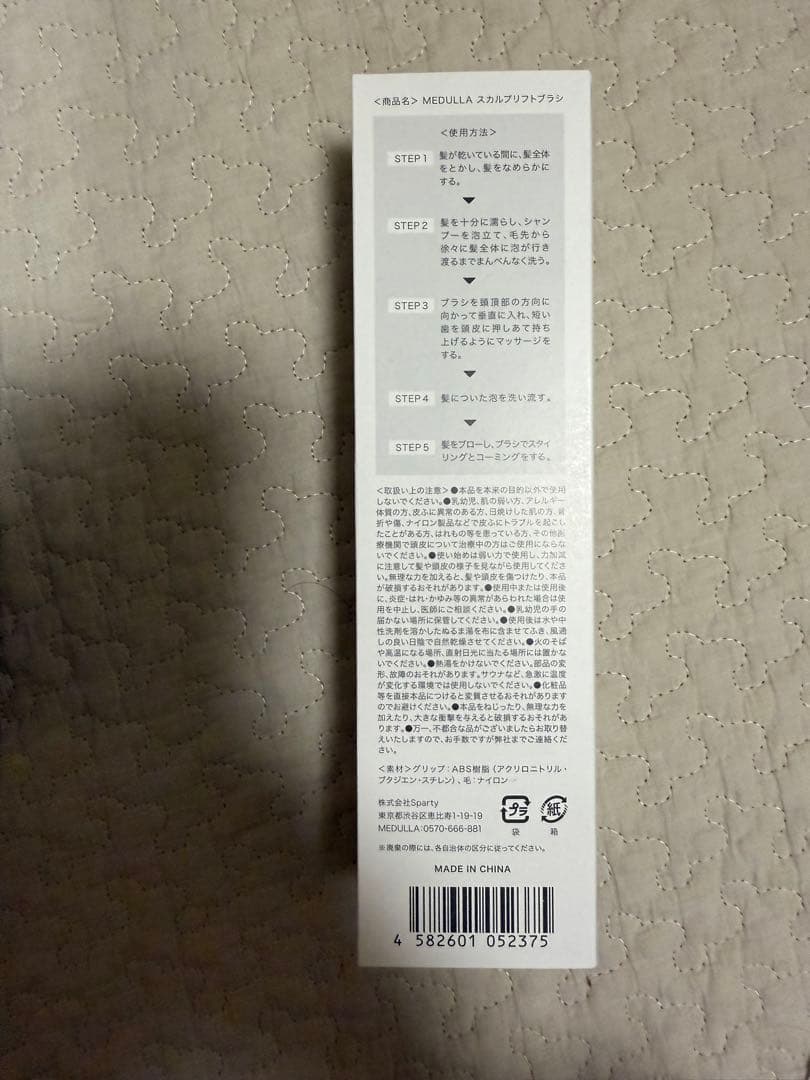 ＜商品名＞ MEDULLA スカルプリフトブラシ
＜使用方法＞
STEP1 髪が乾いている間に、髪全体
をとかし、髪をなめらかに
する。
STEP2 髪を十分に濡らし、シャン
プーを泡立て、毛先から
徐々に髪全体に泡が行き
渡るまでまんべんなく洗う。
STEP3 ブラシを頭頂部の方向に
向かって垂直に入れ、短い
歯を頭皮に押しあて持ち
上げるようにマッサージを
する。
STEP4 髪についた泡を洗い流す。
STEP5 髪をブローし、ブラシでスタイ
リングとコーミングをする。
＜取扱い上の注意＞●本品を本来の目的以外で使用
しないでください。●乳幼児、肌の弱い方、アレルギー
体質の方、皮ふに異常のある方、日焼けした肌の方、骨
折や傷、ナイロン製品などで皮ふにトラブルを起こし
たことがある方、はれもの等を患っている方、その他医
療機関で頭皮について治療中の方はご使用にならな
いでください。●使い始めは弱い力で使用し、力加減
に注意して髪や頭皮の様子を見ながら使用してくださ
い。無理な力を加えると、髪や頭皮を傷つけたり、本品
が破損するおそれがあります。●使用中または使用後
に、炎症・はれ・かゆみ等の異常があらわれた場合は使
用を中止し、医師にご相談ください。●乳幼児の手の
届かない場所に保管してください。●使用後は水や中
性洗剤を溶かしたぬるま湯を布に含ませてふき、風通
しの良い日陰で自然乾燥させてください。●火のそば
や高温になる場所、直射日光に当たる場所には置かな
いでください。●熱湯をかけないでください。部品の変
形、故障のおそれがあります。サウナなど、急激に温度
が変化する環境では使用しないでください。●化粧品
等を直接本品につけると変質させるおそれがあります
のでお避けください。●本品をねじったり、無理な力を
加えたり、大きな衝撃を与えると破損するおそれがあ
ります。●万一、不都合な品がございましたらお取替
えいたしますので、お手数ですが弊社までご連絡くだ
さい。
＜素材＞グリップ：ABS樹脂（アクリロニトリル・
ブタジエン・スチレン）、毛：ナイロン
株式会社Sparty
東京都渋谷区恵比寿1-19-19
MEDULLA:0570-666-881
プラ 紙
袋 箱
※廃棄の際には、各自治体の区分に従ってください。
MADE IN CHINA
4 582601 052375